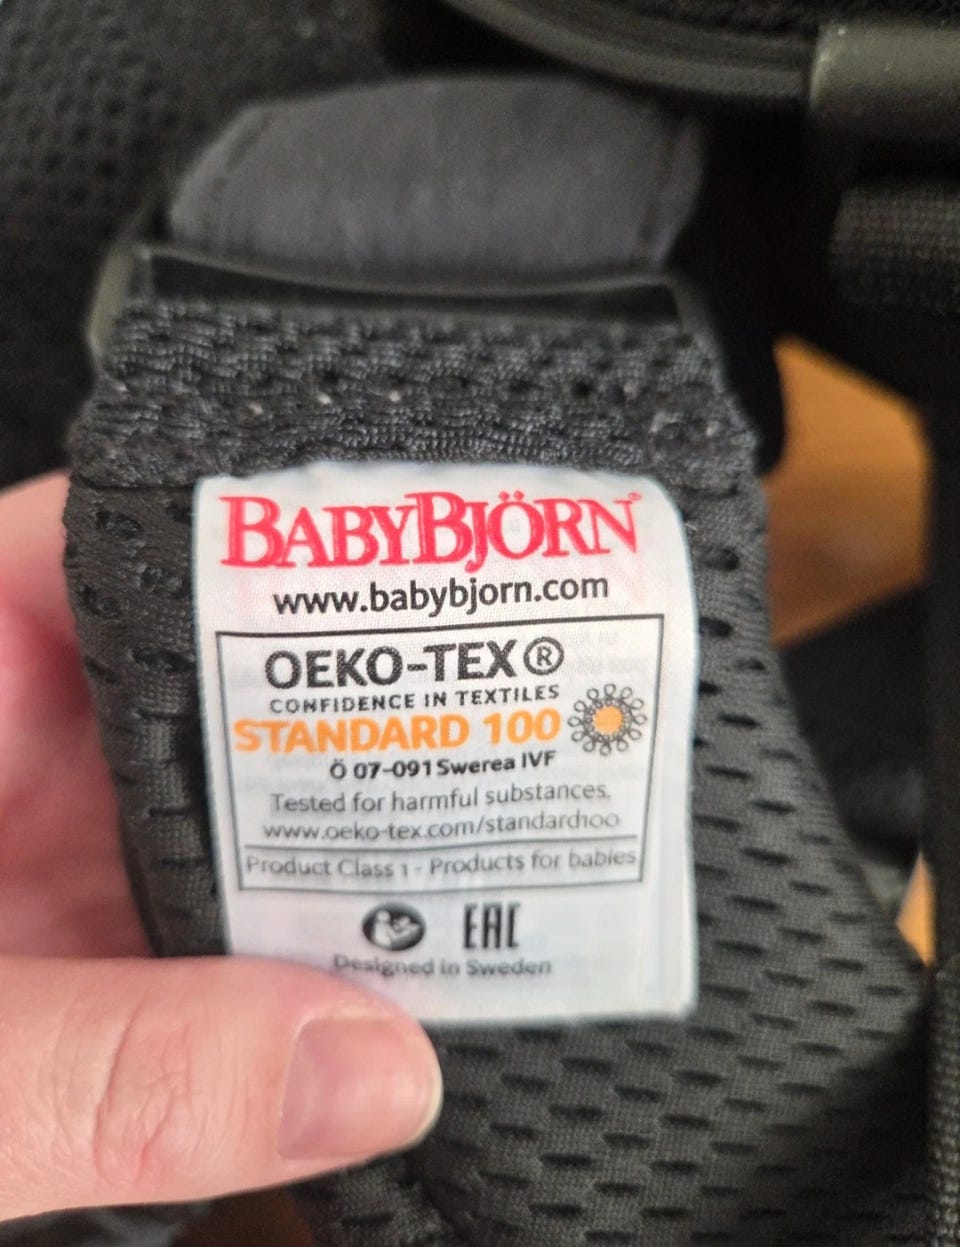 BABYBJÖRN®
www.babybjorn.com
OEKO-TEX®
CONFIDENCE IN TEXTILES
STANDARD 100
Ö 07-091 Swerea IVF
Tested for harmful substances.
www.oeko-tex.com/standard100
Product Class 1 - Products for babies
EAC
Designed in Sweden